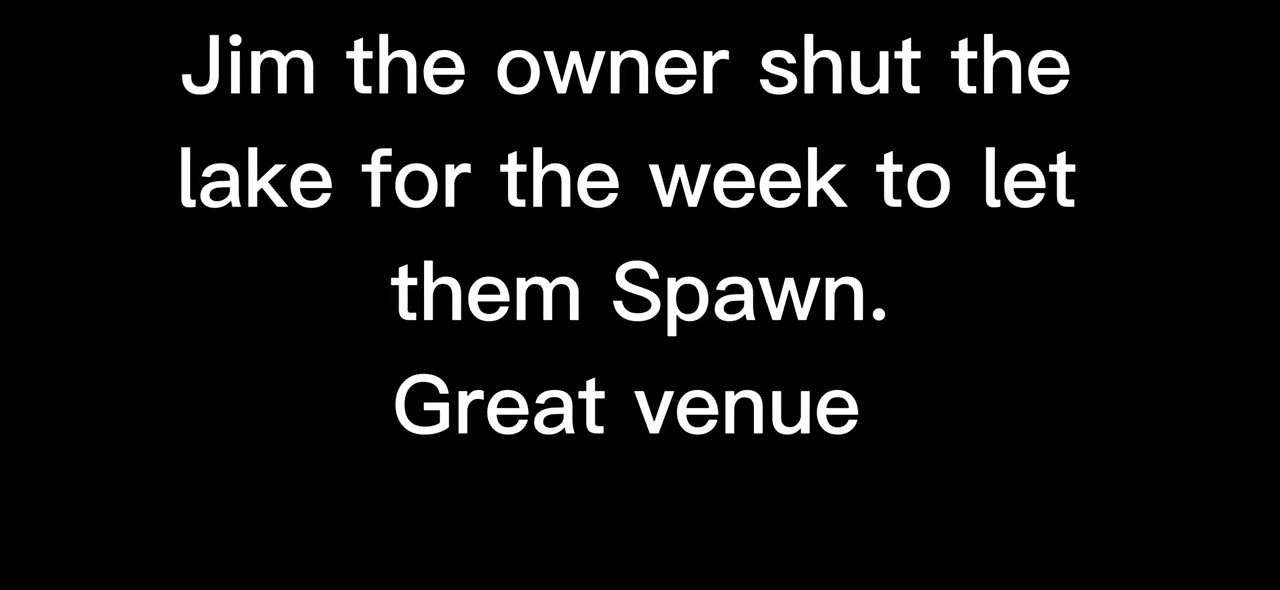 Jim the owner shut the
lake for the week to let
them Spawn.
Great venue